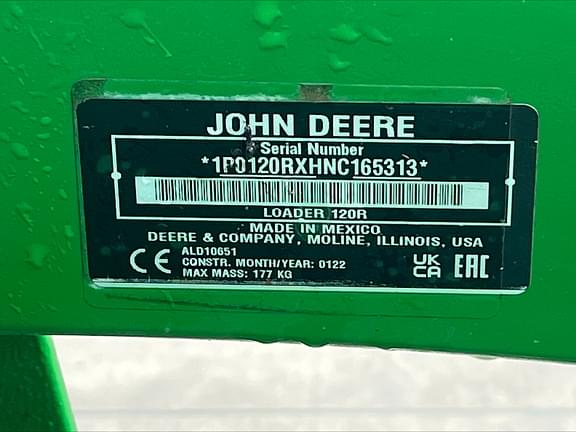 JOHN DEERE
Serial Number
*1P0120RXHNC165313*
LOADER 120R
MADE IN MEXICO
DEERE & COMPANY, MOLINE, ILLINOIS, USA
CE ALD10651
CONSTR. MONTH/YEAR: 0122
MAX MASS: 177 KG
UK
CA
EAC